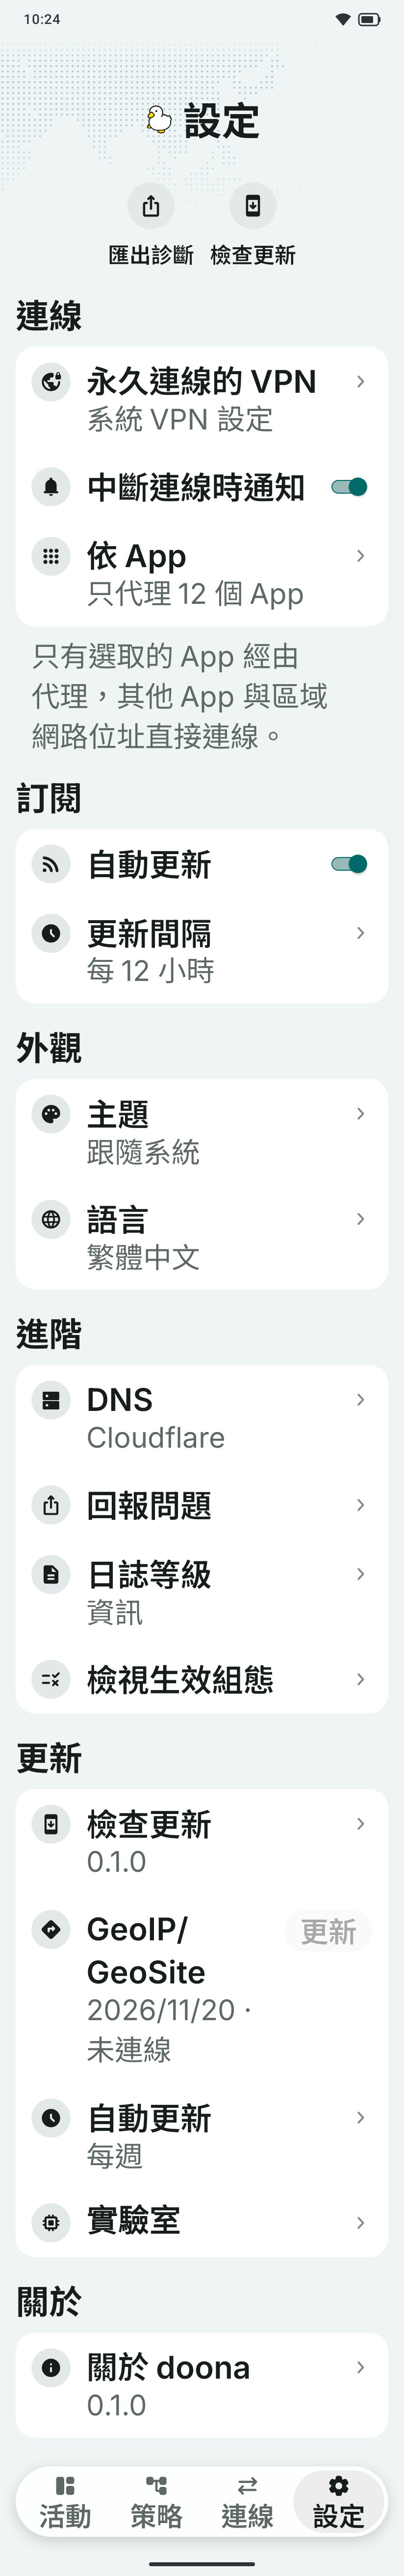 10:24
設定
匯出診斷 檢查更新
連線
永久連線的 VPN
系統 VPN 設定
中斷連線時通知
依 App
只代理 12 個 App
只有選取的 App 經由
代理，其他 App 與區域
網路位址直接連線。
訂閱
自動更新
更新間隔
每 12 小時
外觀
主題
跟隨系統
語言
繁體中文
進階
DNS
Cloudflare
回報問題
日誌等級
資訊
檢視生效組態
更新
檢查更新
0.1.0
GeoIP/
GeoSite
更新
2026/11/20 ·
未連線
自動更新
每週
實驗室
關於
關於 doona
0.1.0
活動 策略 連線 設定